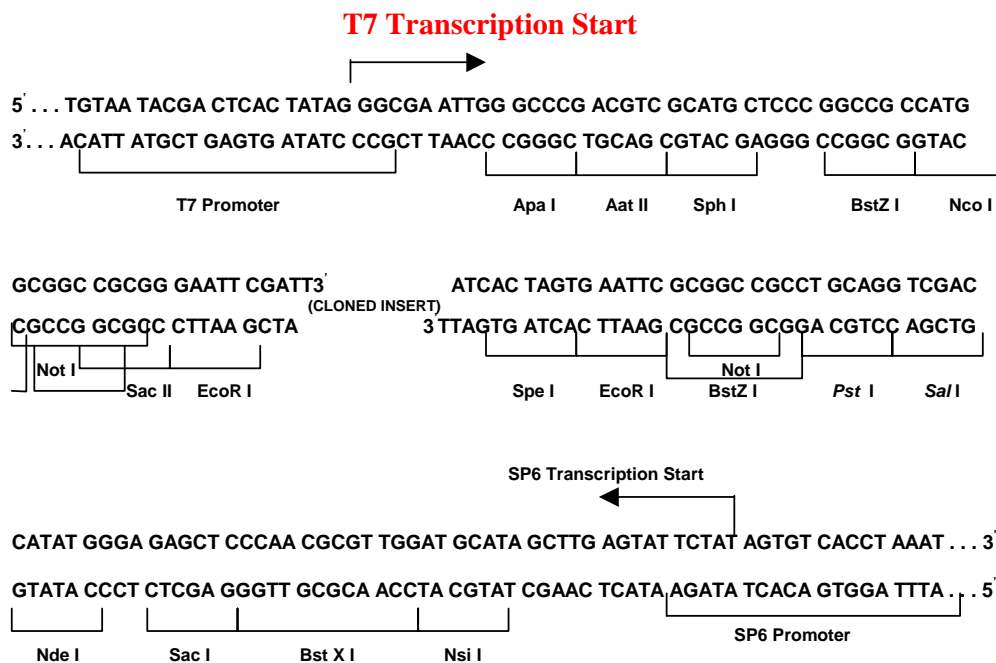 T7 Transcription Start
5' . . . TGTAA TACGA CTCAC TATAG GGCGA ATTGG GCCCG ACGTC GCATG CTCCC GGCCG CCATG
3'. . . ACATT ATGCT GAGTG ATATC CCGCT TAACC CGGGC TGCAG CGTACG AGGG CCGGC GGTAC
T7 Promoter Apa I Aat II Sph I BstZ I Nco I
GCGGC CGCGG GAATT CGATT3' ATCAC TAGTG AATTC GCGGC CGCCT GCAGG TCGAC
(CLONED INSERT)
CGCCG GCGCC CTTAA GCTA 3'TTAGTG ATCAC TTAAG CGCCG GCGGA CGTCC AGCTG
Not I Not I
Sac II EcoR I Spe I EcoR I BstZ I Pst I Sal I
SP6 Transcription Start
CATAT GGGA GAGCT CCCAA CGCGT TGGAT GCATA GCTTG AGTAT TCTAT AGTGT CACCT AAAT . . . 3'
GTATA CCCT CTCGA GGGTT GCGCA ACCTA CGTAT CGAAC TCATA AGATA TCACA GTGGA TTTA . . . 5'
SP6 Promoter
Nde I Sac I Bst X I Nsi I